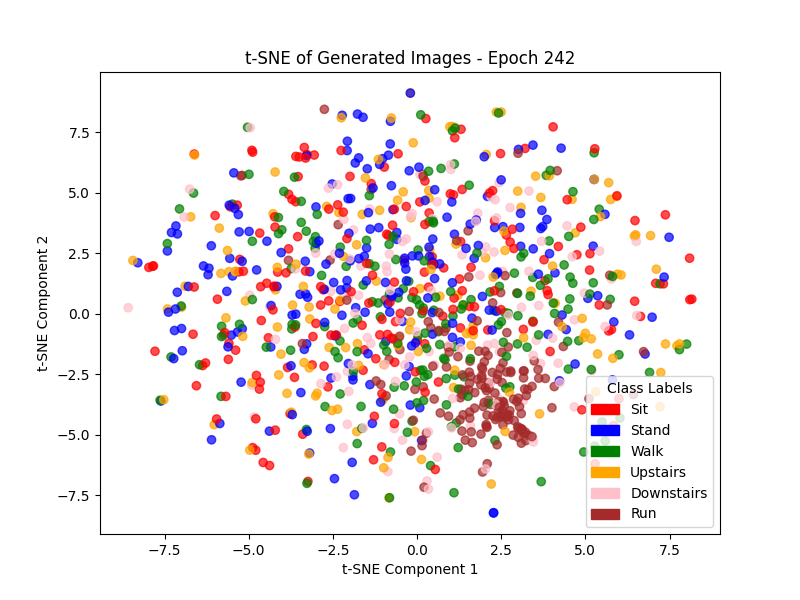 t-SNE of Generated Images - Epoch 242
t-SNE Component 2
7.5
5.0
2.5
0.0
−2.5
−5.0
−7.5
Class Labels
Sit
Stand
Walk
Upstairs
Downstairs
Run
−7.5 −5.0 −2.5 0.0 2.5 5.0 7.5
t-SNE Component 1